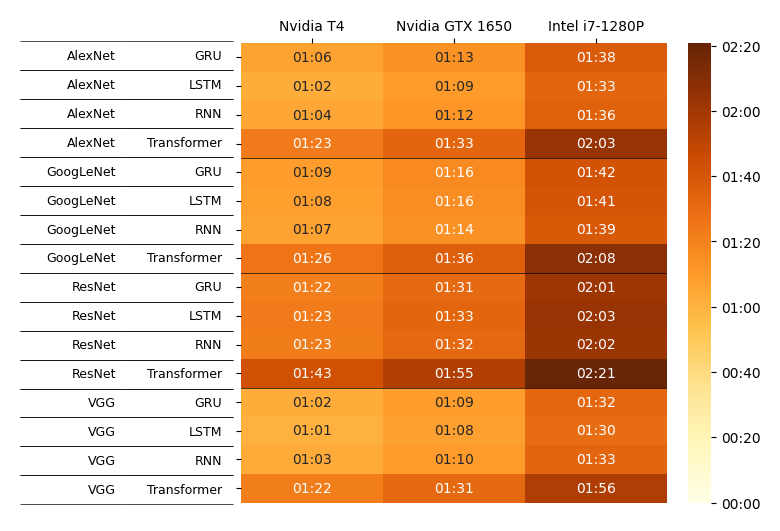 Nvidia T4 Nvidia GTX 1650 Intel i7-1280P
AlexNet GRU 01:06 01:13 01:38
AlexNet LSTM 01:02 01:09 01:33
AlexNet RNN 01:04 01:12 01:36
AlexNet Transformer 01:23 01:33 02:03
GoogLeNet GRU 01:09 01:16 01:42
GoogLeNet LSTM 01:08 01:16 01:41
GoogLeNet RNN 01:07 01:14 01:39
GoogLeNet Transformer 01:26 01:36 02:08
ResNet GRU 01:22 01:31 02:01
ResNet LSTM 01:23 01:33 02:03
ResNet RNN 01:23 01:32 02:02
ResNet Transformer 01:43 01:55 02:21
VGG GRU 01:02 01:09 01:32
VGG LSTM 01:01 01:08 01:30
VGG RNN 01:03 01:10 01:33
VGG Transformer 01:22 01:31 01:56
02:20
02:00
01:40
01:20
01:00
00:40
00:20
00:00